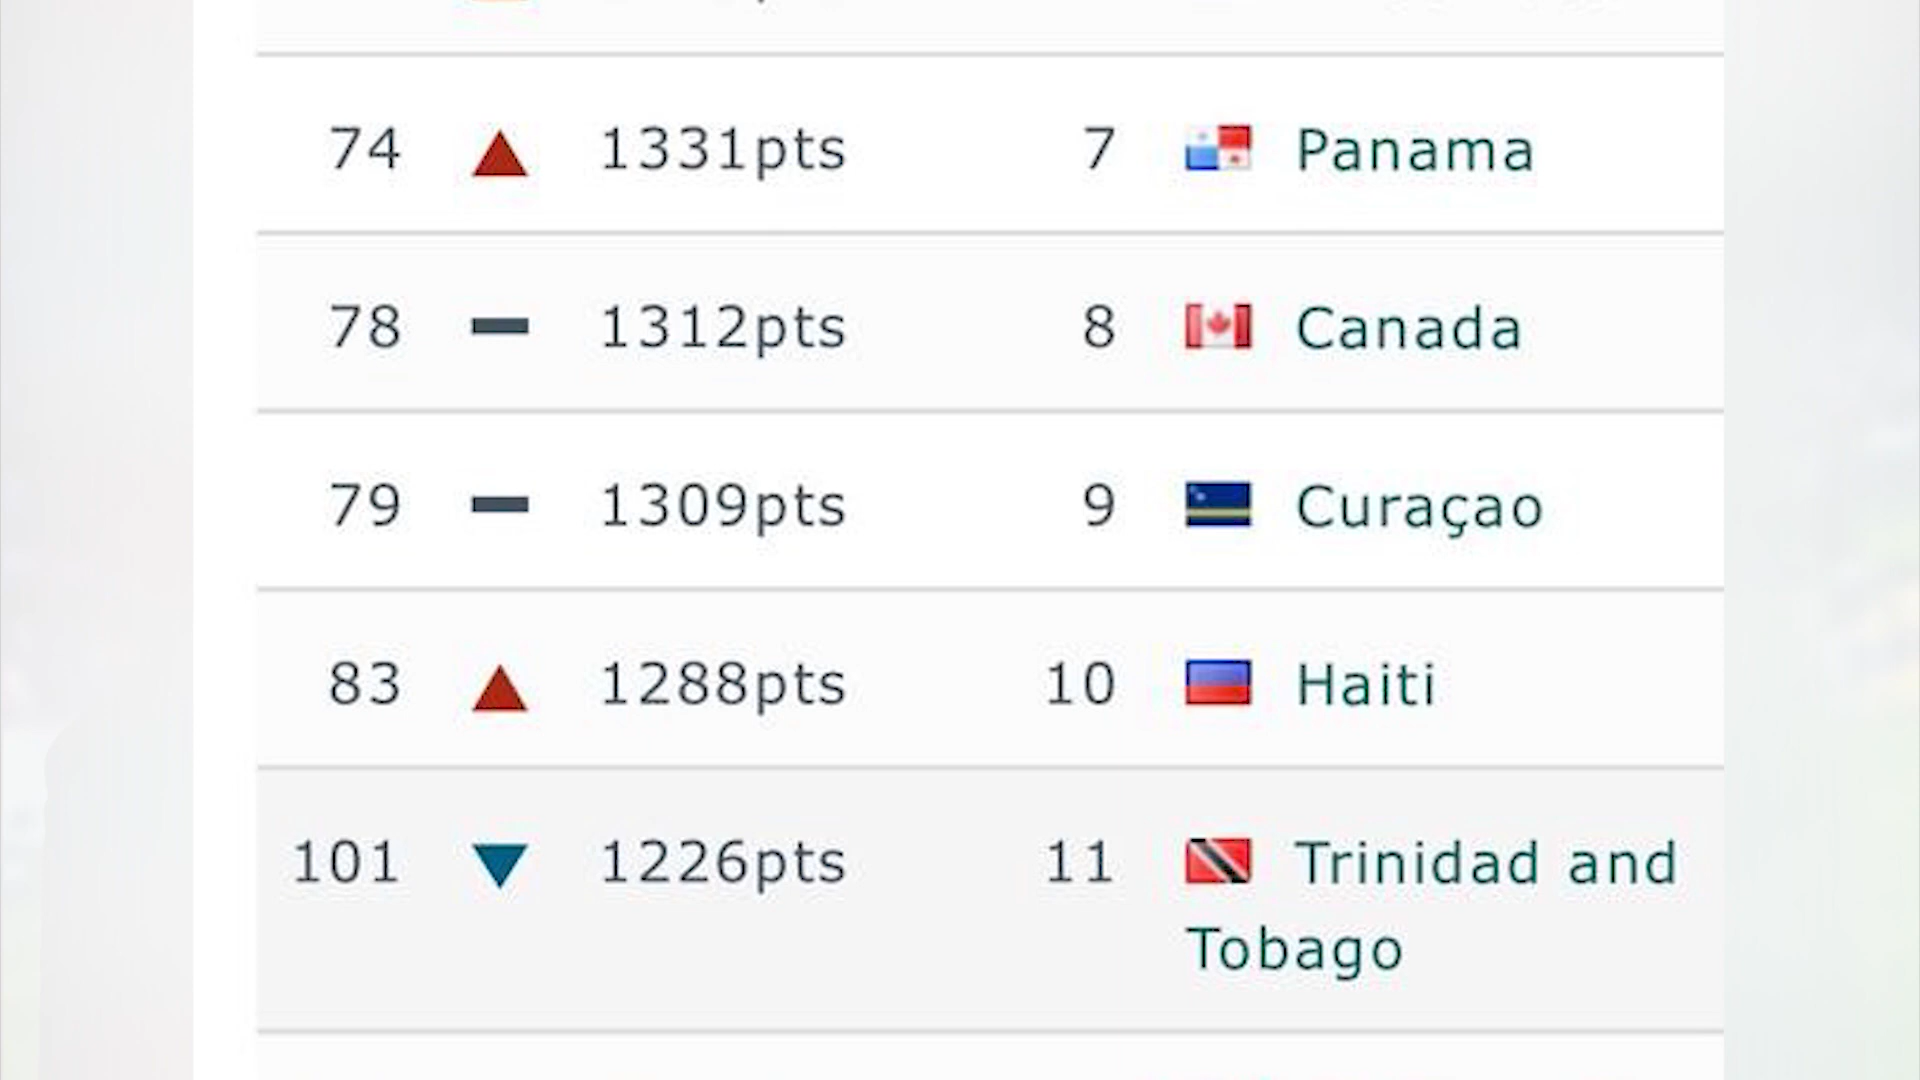 74 1331pts 7 Panama
78 1312pts 8 Canada
79 1309pts 9 Curaçao
83 1288pts 10 Haiti
101 1226pts 11 Trinidad and
Tobago